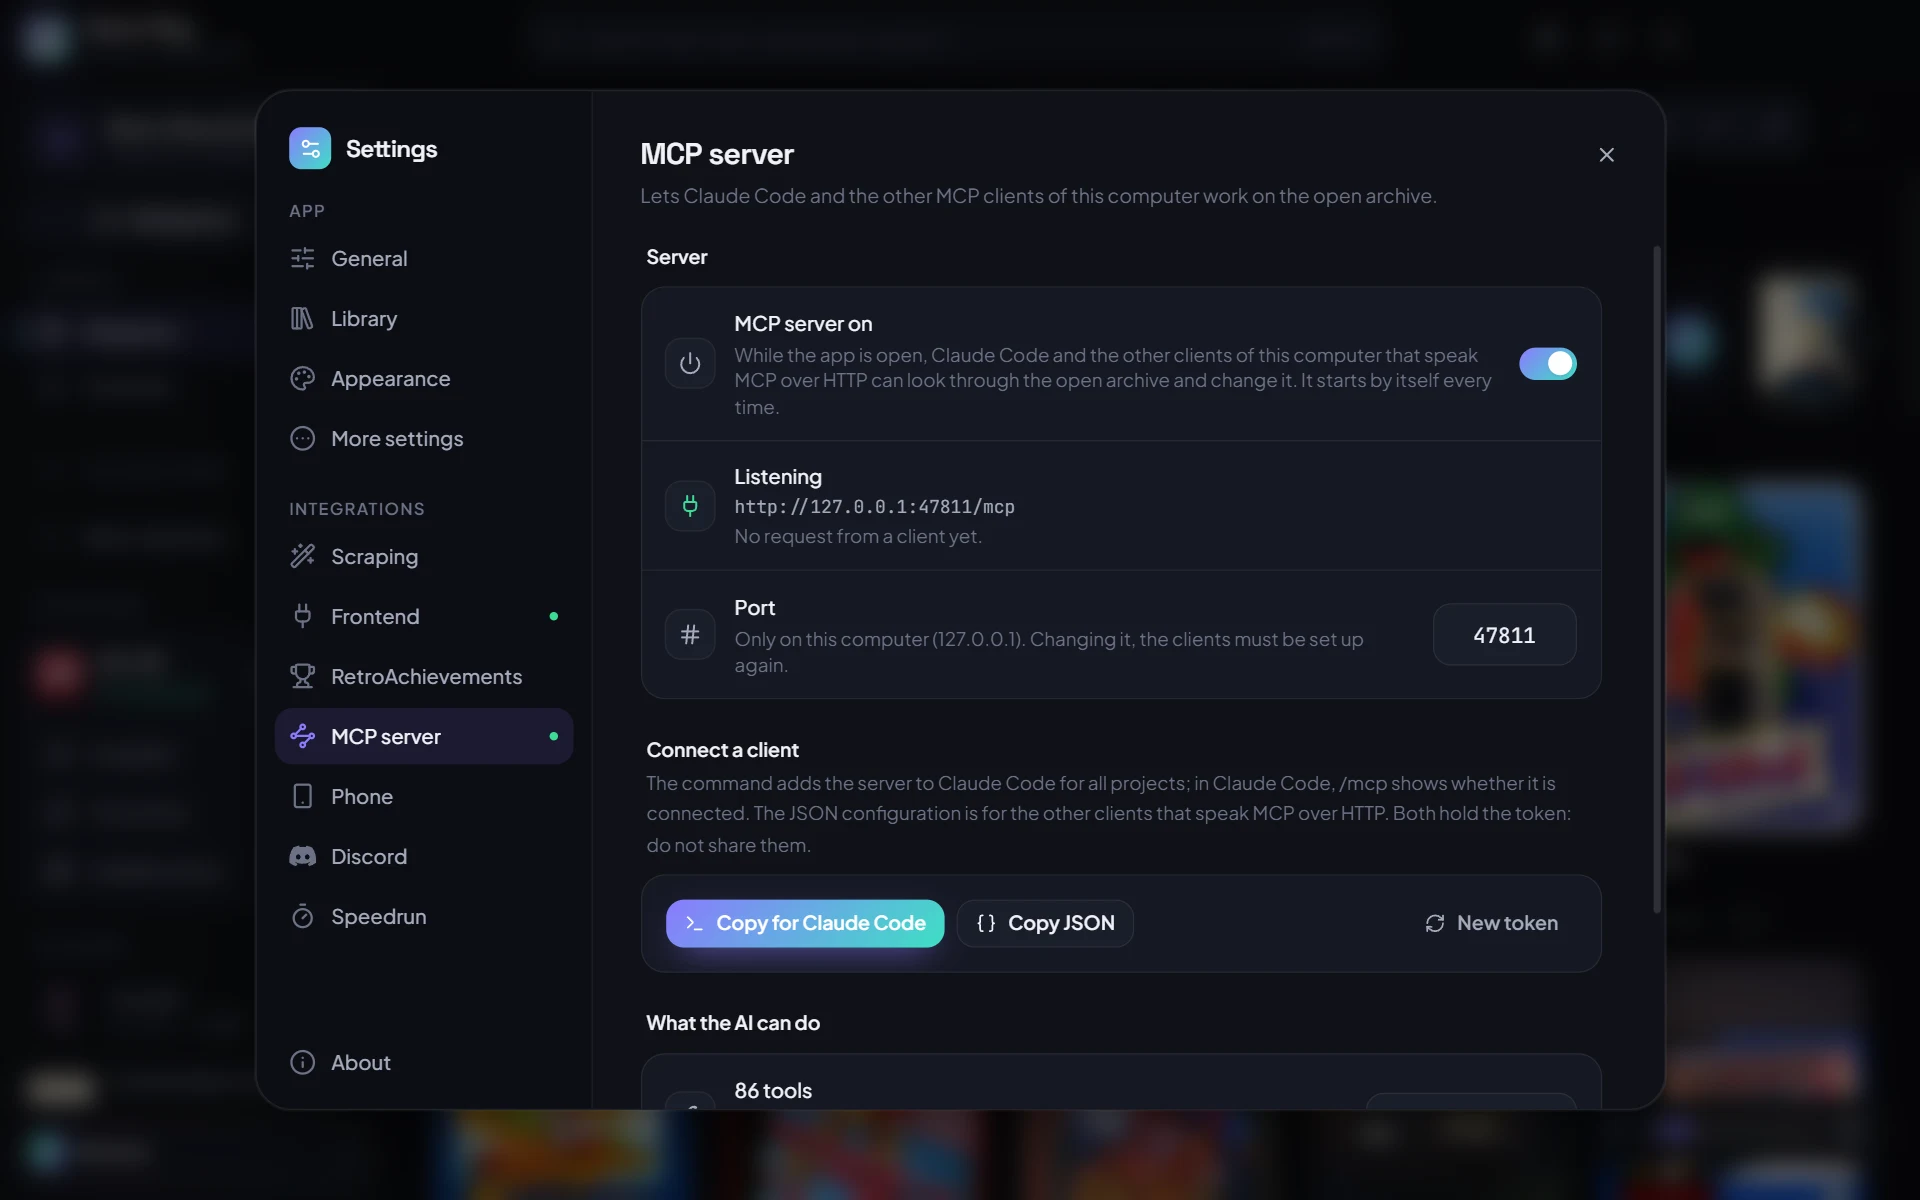 Settings
APP
General
Library
Appearance
More settings
INTEGRATIONS
Scraping
Frontend
RetroAchievements
MCP server
Phone
Discord
Speedrun
About
MCP server
Lets Claude Code and the other MCP clients of this computer work on the open archive.
Server
MCP server on
While the app is open, Claude Code and the other clients of this computer that speak
MCP over HTTP can look through the open archive and change it. It starts by itself every
time.
Listening
http://127.0.0.1:47811/mcp
No request from a client yet.
Port
Only on this computer (127.0.0.1). Changing it, the clients must be set up
again.
47811
Connect a client
The command adds the server to Claude Code for all projects; in Claude Code, /mcp shows whether it is
connected. The JSON configuration is for the other clients that speak MCP over HTTP. Both hold the token:
do not share them.
Copy for Claude Code
Copy JSON
New token
What the AI can do
86 tools